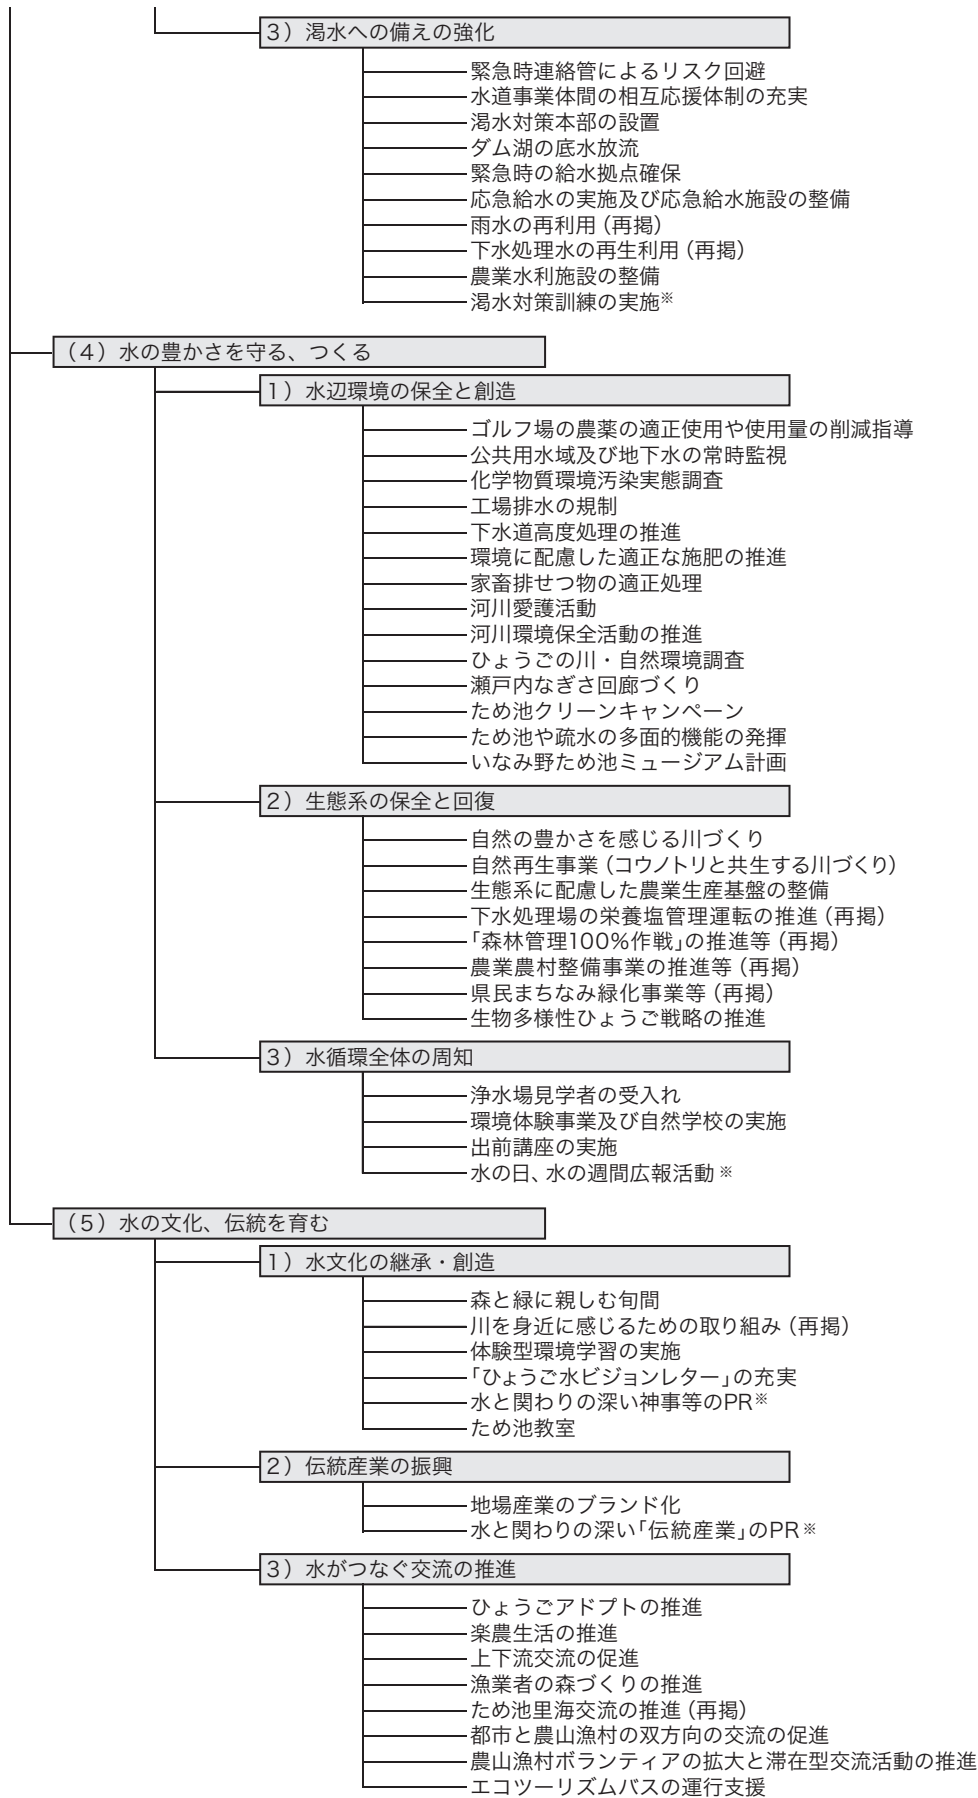 ３）渇水への備えの強化
緊急時連絡管によるリスク回避
水道事業体間の相互応援体制の充実
渇水対策本部の設置
ダム湖の底水放流
緊急時の給水拠点確保
応急給水の実施及び応急給水施設の整備
雨水の再利用（再掲）
下水処理水の再生利用（再掲）
農業水利施設の整備
渇水対策訓練の実施※
（４）水の豊かさを守る、つくる
１）水辺環境の保全と創造
ゴルフ場の農薬の適正使用や使用量の削減指導
公共用水域及び地下水の常時監視
化学物質環境汚染実態調査
工場排水の規制
下水道高度処理の推進
環境に配慮した適正な施肥の推進
家畜排せつ物の適正処理
河川愛護活動
河川環境保全活動の推進
ひょうごの川・自然環境調査
瀬戸内なぎさ回廊づくり
ため池クリーンキャンペーン
ため池や疏水の多面的機能の発揮
いなみ野ため池ミュージアム計画
２）生態系の保全と回復
自然の豊かさを感じる川づくり
自然再生事業（コウノトリと共生する川づくり）
生態系に配慮した農業生産基盤の整備
下水処理場の栄養塩管理運転の推進（再掲）
「森林管理100％作戦」の推進等（再掲）
農業農村整備事業の推進等（再掲）
県民まちなみ緑化事業等（再掲）
生物多様性ひょうご戦略の推進
３）水循環全体の周知
浄水場見学者の受入れ
環境体験事業及び自然学校の実施
出前講座の実施
水の日、水の週間広報活動※
（５）水の文化、伝統を育む
１）水文化の継承・創造
森と緑に親しむ旬間
川を身近に感じるための取り組み（再掲）
体験型環境学習の実施
「ひょうご水ビジョンレター」の充実
水と関わりの深い神事等のPR※
ため池教室
２）伝統産業の振興
地場産業のブランド化
水と関わりの深い「伝統産業」のPR※
３）水がつなぐ交流の推進
ひょうごアドプトの推進
楽農生活の推進
上下流交流の促進
漁業者の森づくりの推進
ため池里海交流の推進（再掲）
都市と農山漁村の双方向の交流の促進
農山漁村ボランティアの拡大と滞在型交流活動の推進
エコツーリズムバスの運行支援